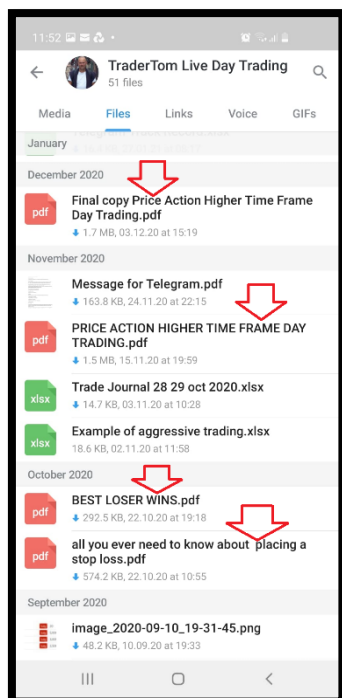 11:52
TraderTom Live Day Trading
51 files
Media Files Links Voice GIFs
January
December 2020
pdf
Final copy Price Action Higher Time Frame
Day Trading.pdf
1.7 MB, 03.12.20 at 15:19
November 2020
Message for Telegram.pdf
163.8 KB, 24.11.20 at 22:15
pdf
PRICE ACTION HIGHER TIME FRAME DAY
TRADING.pdf
1.5 MB, 15.11.20 at 19:59
xlsx
Trade Journal 28 29 oct 2020.xlsx
14.7 KB, 03.11.20 at 10:28
xlsx
Example of aggressive trading.xlsx
18.6 KB, 02.11.20 at 11:58
October 2020
pdf
BEST LOSER WINS.pdf
292.5 KB, 22.10.20 at 19:18
pdf
all you ever need to know about placing a
stop loss.pdf
574.2 KB, 22.10.20 at 10:55
September 2020
image_2020-09-10_19-31-45.png
48.2 KB, 10.09.20 at 19:33